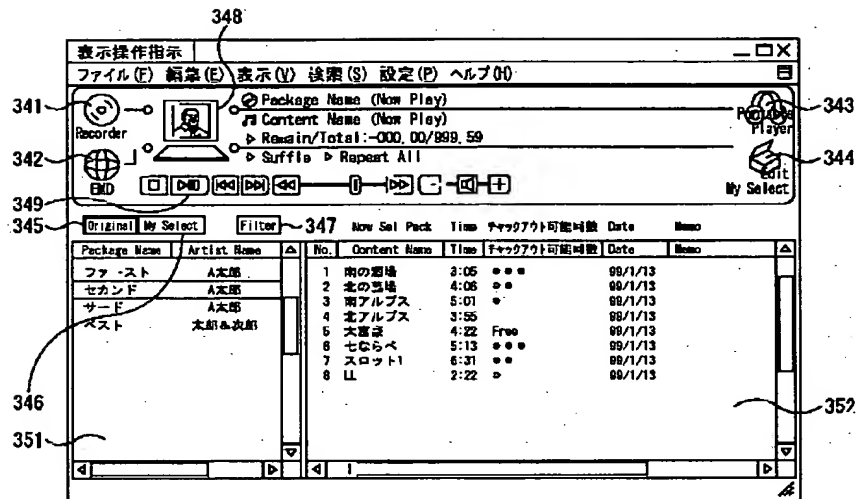 348
表示操作指示
ファイル(F) 編集(E) 表示(V) 検索(S) 設定(P) ヘルプ(H)
341
Recorder
Package Name (Now Play)
Content Name (Now Play)
Remain/Total:-000.00/899.59
Suffle Repeat All
343
Player
342
EMD
344
Edit
My Select
349
345
Original My Select Filter
347
Now Sel Pack Time チャックアウト可能回数 Date Memo
Package Name Artist Name
No. Content Name Time チャックアウト可能回数 Date Memo
ファースト A太郎
セカンド A太郎
サード A太郎
ベスト 太郎&次郎
1 南の酒場 3:05 ●●● 99/1/13
2 北の 4:06 99/1/13
3 南アルプス 5:01 99/1/13
4 北アルプス 3:55 99/1/13
5 大富豪 4:22 Free 99/1/13
6 七ならべ 5:13 ●●● 99/1/13
7 スロット1 6:31 ●● 99/1/13
8 LL 2:22 99/1/13
346
351
352